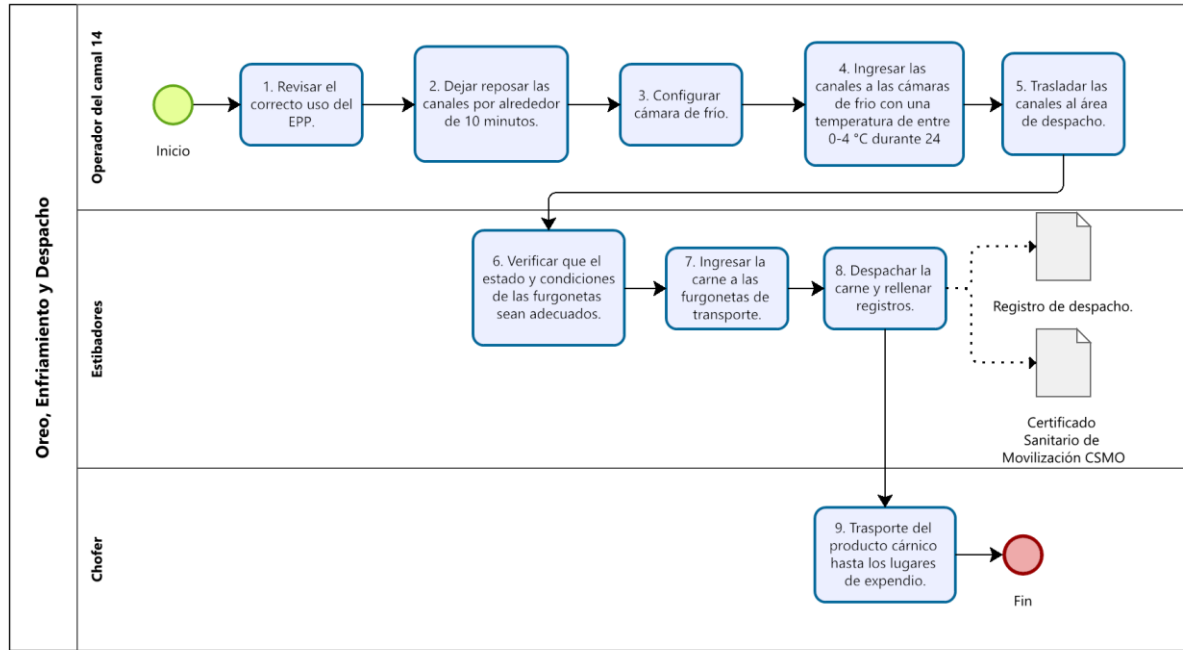 Oreo, Enfriamiento y Despacho
Operador del camal 14
Inicio
1. Revisar el
correcto uso del
EPP.
2. Dejar reposar las
canales por alrededor
de 10 minutos.
3. Configurar
cámara de frío.
4. Ingresar las
canales a las cámaras
de frio con una
temperatura de entre
0-4 °C durante 24
5. Trasladar las
canales al área de
despacho.
Estibadores
6. Verificar que el
estado y condiciones
de las furgonetas
sean adecuados.
7. Ingresar la
carne a las
furgonetas de
transporte.
8. Despachar la
carne y rellenar
registros.
Registro de despacho.
Certificado
Sanitario de
Movilización CSMO
Chofer
9. Trasporte del
producto cárnico
hasta los lugares
de expendio.
Fin